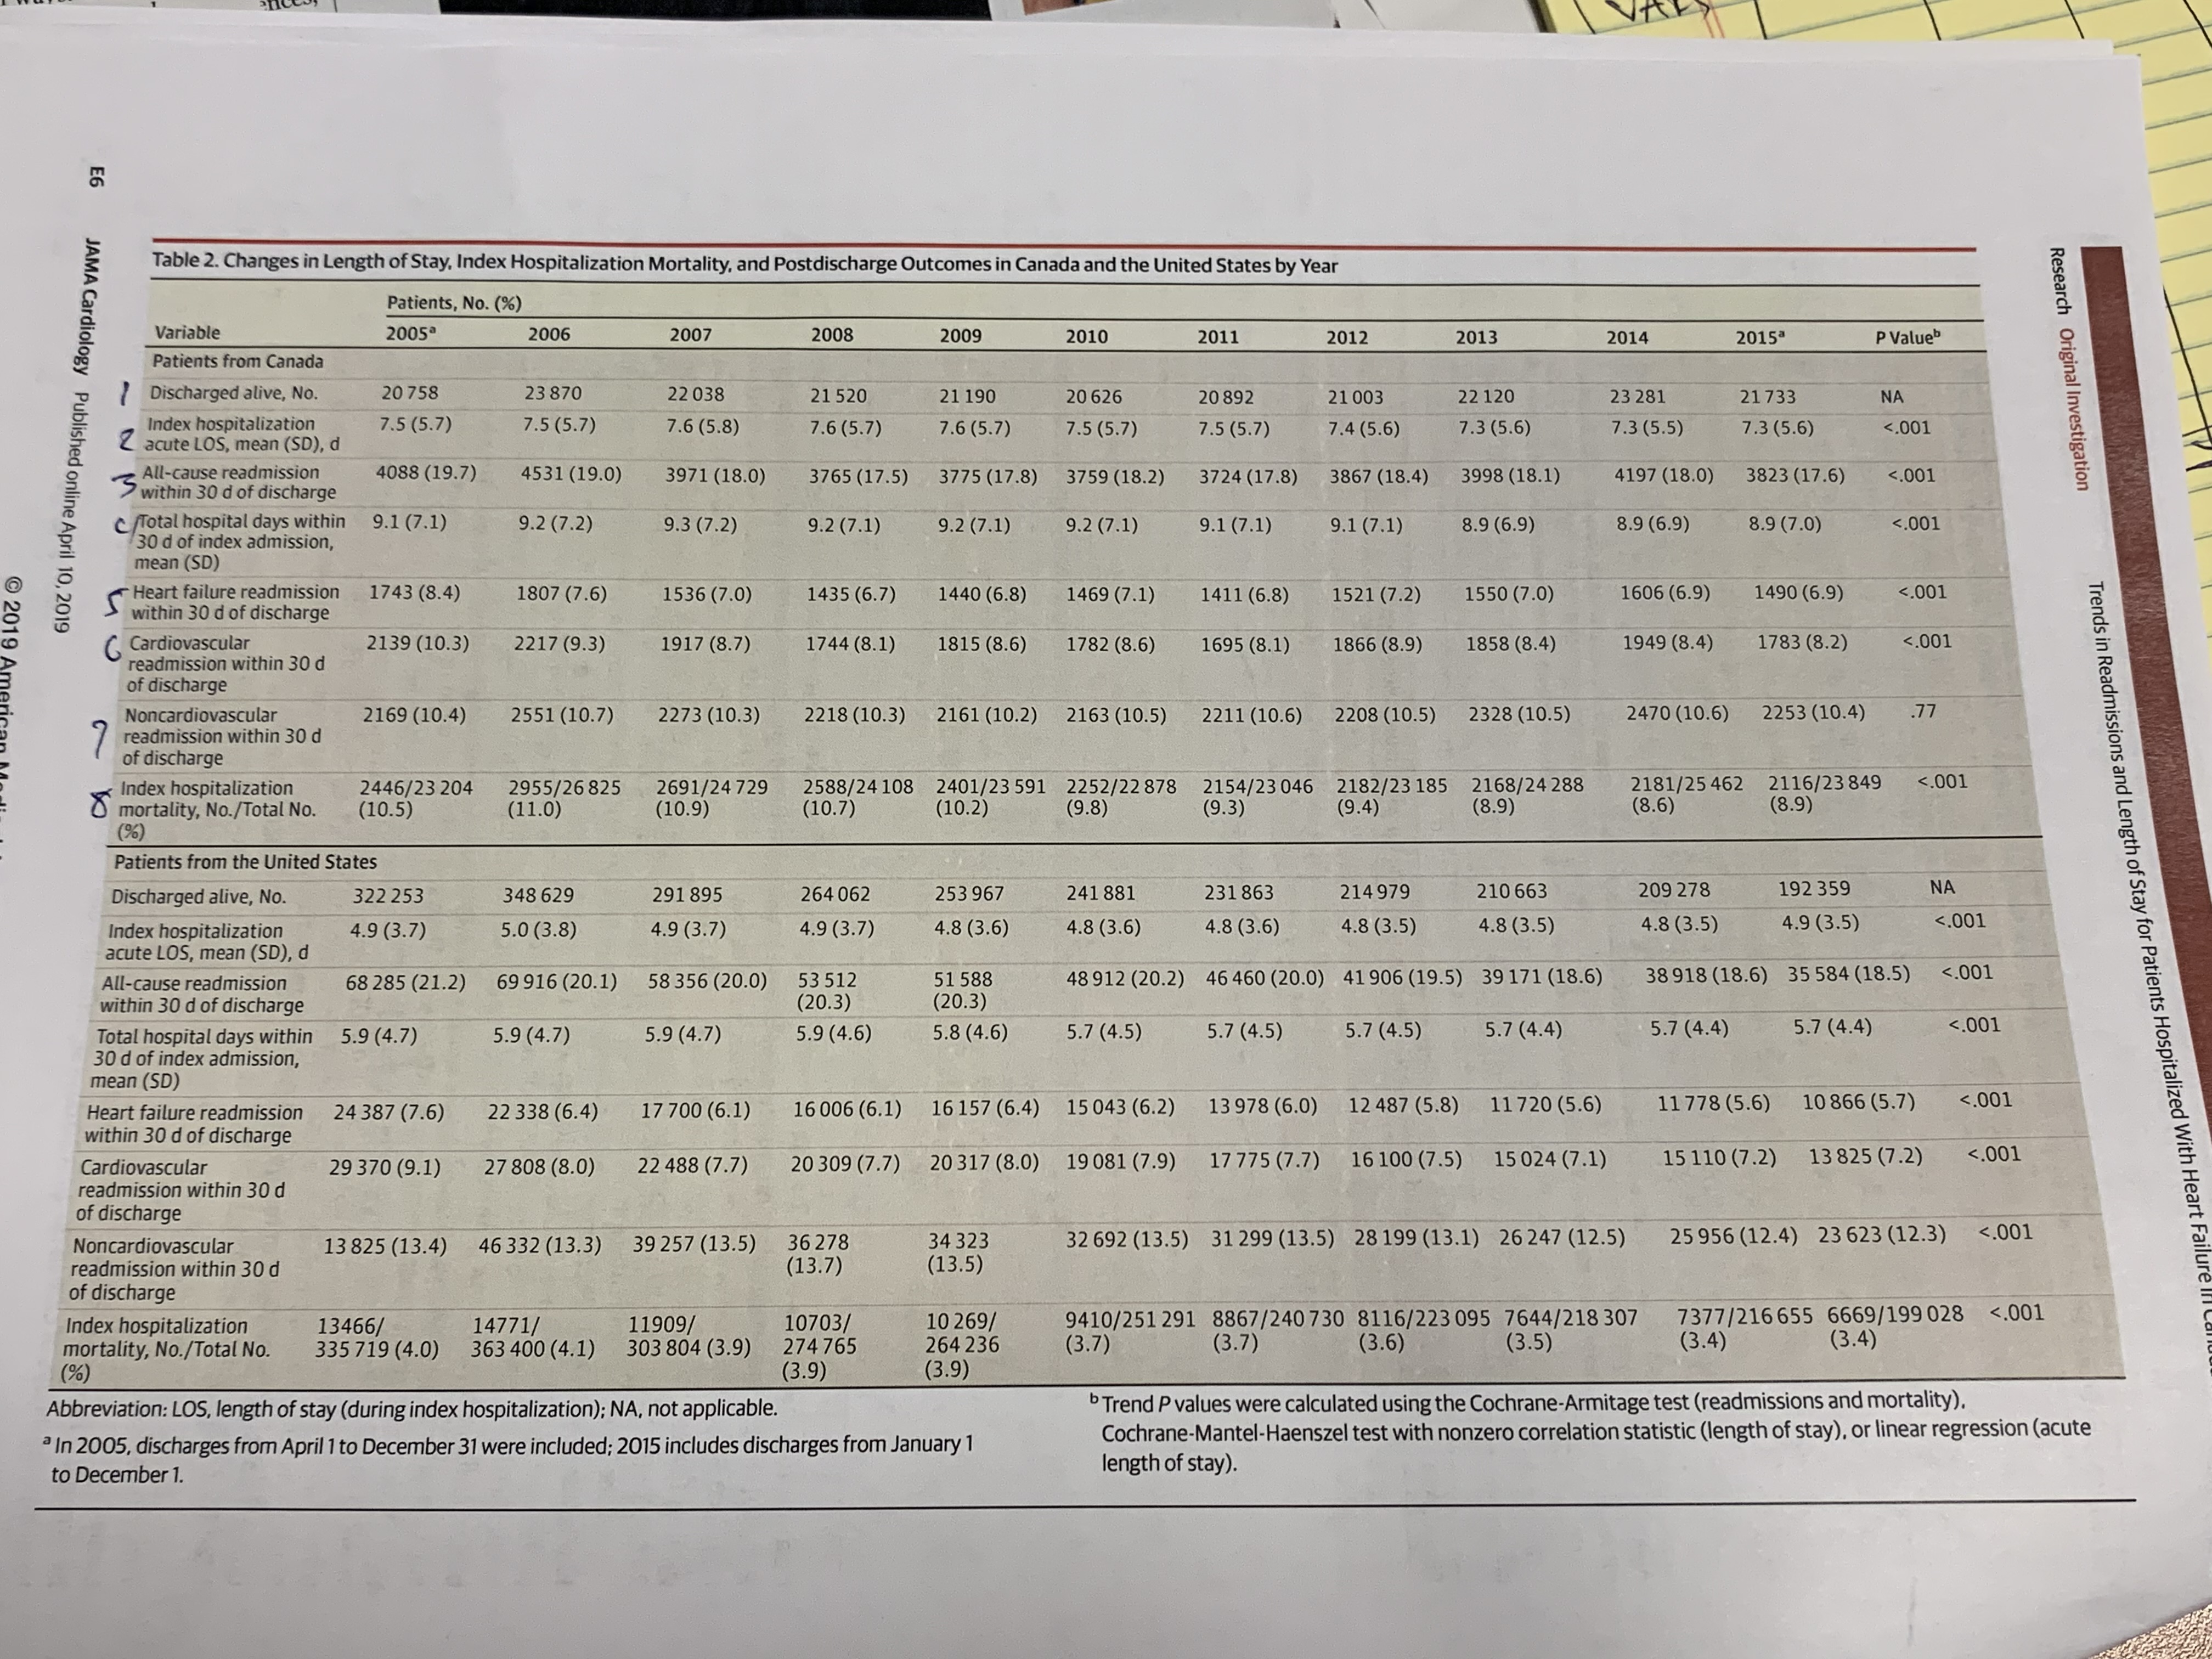 E6 JAMA Cardiology Published online April 10, 2019
© 2019 American
Research Original Investigation
Trends in Readmissions and Length of Stay for Patients Hospitalized With Heart Failure in
Table 2. Changes in Length of Stay, Index Hospitalization Mortality, and Postdischarge Outcomes in Canada and the United States by Year
Patients, No. (%)
Variable 2005a 2006 2007 2008 2009 2010 2011 2012 2013 2014 2015a P Valueb
Patients from Canada
1 Discharged alive, No. 20 758 23 870 22 038 21 520 21 190 20 626 20 892 21 003 22 120 23 281 21 733 NA
2 Index hospitalization 7.5 (5.7) 7.5 (5.7) 7.6 (5.8) 7.6 (5.7) 7.6 (5.7) 7.5 (5.7) 7.5 (5.7) 7.4 (5.6) 7.3 (5.6) 7.3 (5.5) 7.3 (5.6) <.001
acute LOS, mean (SD), d
3 All-cause readmission 4088 (19.7) 4531 (19.0) 3971 (18.0) 3765 (17.5) 3775 (17.8) 3759 (18.2) 3724 (17.8) 3867 (18.4) 3998 (18.1) 4197 (18.0) 3823 (17.6) <.001
within 30 d of discharge
4 Total hospital days within 9.1 (7.1) 9.2 (7.2) 9.3 (7.2) 9.2 (7.1) 9.2 (7.1) 9.2 (7.1) 9.1 (7.1) 9.1 (7.1) 8.9 (6.9) 8.9 (6.9) 8.9 (7.0) <.001
30 d of index admission,
mean (SD)
5 Heart failure readmission 1743 (8.4) 1807 (7.6) 1536 (7.0) 1435 (6.7) 1440 (6.8) 1469 (7.1) 1411 (6.8) 1521 (7.2) 1550 (7.0) 1606 (6.9) 1490 (6.9) <.001
within 30 d of discharge
6 Cardiovascular 2139 (10.3) 2217 (9.3) 1917 (8.7) 1744 (8.1) 1815 (8.6) 1782 (8.6) 1695 (8.1) 1866 (8.9) 1858 (8.4) 1949 (8.4) 1783 (8.2) <.001
readmission within 30 d
of discharge
7 Noncardiovascular 2169 (10.4) 2551 (10.7) 2273 (10.3) 2218 (10.3) 2161 (10.2) 2163 (10.5) 2211 (10.6) 2208 (10.5) 2328 (10.5) 2470 (10.6) 2253 (10.4) .77
readmission within 30 d
of discharge
8 Index hospitalization 2446/23 204 2955/26 825 2691/24 729 2588/24 108 2401/23 591 2252/22 878 2154/23 046 2182/23 185 2168/24 288 2181/25 462 2116/23 849 <.001
mortality, No./Total No. (10.5) (11.0) (10.9) (10.7) (10.2) (9.8) (9.3) (9.4) (8.9) (8.6) (8.9)
(%)
Patients from the United States
Discharged alive, No. 322 253 348 629 291 895 264 062 253 967 241 881 231 863 214 979 210 663 209 278 192 359 NA
Index hospitalization 4.9 (3.7) 5.0 (3.8) 4.9 (3.7) 4.9 (3.7) 4.8 (3.6) 4.8 (3.6) 4.8 (3.6) 4.8 (3.5) 4.8 (3.5) 4.8 (3.5) 4.9 (3.5) <.001
acute LOS, mean (SD), d
All-cause readmission 68 285 (21.2) 69 916 (20.1) 58 356 (20.0) 53 512 51 588 48 912 (20.2) 46 460 (20.0) 41 906 (19.5) 39 171 (18.6) 38 918 (18.6) 35 584 (18.5) <.001
within 30 d of discharge (20.3) (20.3)
Total hospital days within 5.9 (4.7) 5.9 (4.7) 5.9 (4.7) 5.9 (4.6) 5.8 (4.6) 5.7 (4.5) 5.7 (4.5) 5.7 (4.5) 5.7 (4.4) 5.7 (4.4) 5.7 (4.4) <.001
30 d of index admission,
mean (SD)
Heart failure readmission 24 387 (7.6) 22 338 (6.4) 17 700 (6.1) 16 006 (6.1) 16 157 (6.4) 15 043 (6.2) 13 978 (6.0) 12 487 (5.8) 11 720 (5.6) 11 778 (5.6) 10 866 (5.7) <.001
within 30 d of discharge
Cardiovascular 29 370 (9.1) 27 808 (8.0) 22 488 (7.7) 20 309 (7.7) 20 317 (8.0) 19 081 (7.9) 17 775 (7.7) 16 100 (7.5) 15 024 (7.1) 15 110 (7.2) 13 825 (7.2) <.001
readmission within 30 d
of discharge
Noncardiovascular 13 825 (13.4) 46 332 (13.3) 39 257 (13.5) 36 278 34 323 32 692 (13.5) 31 299 (13.5) 28 199 (13.1) 26 247 (12.5) 25 956 (12.4) 23 623 (12.3) <.001
readmission within 30 d (13.7) (13.5)
of discharge
Index hospitalization 13466/ 14771/ 11909/ 10703/ 10 269/ 9410/251 291 8867/240 730 8116/223 095 7644/218 307 7377/216 655 6669/199 028 <.001
mortality, No./Total No. 335 719 (4.0) 363 400 (4.1) 303 804 (3.9) 274 765 264 236 (3.7) (3.7) (3.6) (3.5) (3.4) (3.4)
(%) (3.9) (3.9)
Abbreviation: LOS, length of stay (during index hospitalization); NA, not applicable.
a In 2005, discharges from April 1 to December 31 were included; 2015 includes discharges from January 1
to December 1.
b Trend P values were calculated using the Cochrane-Armitage test (readmissions and mortality),
Cochrane-Mantel-Haenszel test with nonzero correlation statistic (length of stay), or linear regression (acute
length of stay).